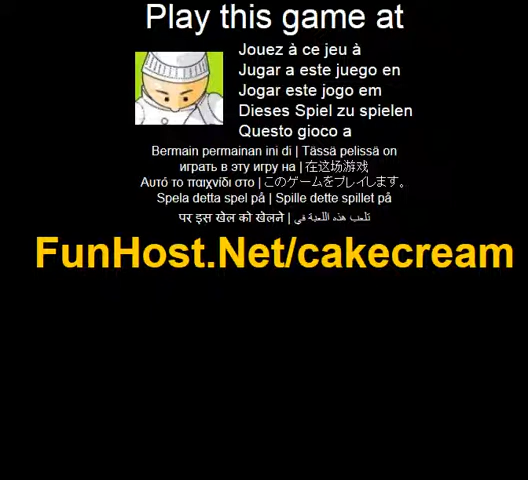 Play this game at
Jouez à ce jeu à
Jugar a este juego en
Jogar este jogo em
Dieses Spiel zu spielen
Questo gioco a
Bermain permainan ini di | Tässä pelissä on
играть в эту игру на | 在这场游戏
Αυτό το παιχνίδι στο | このゲームをプレイします。
Spela detta spel på | Spille dette spillet på
पर इस खेल को खेलने | تلعب هذه اللعبة في
FunHost.Net/cakecream